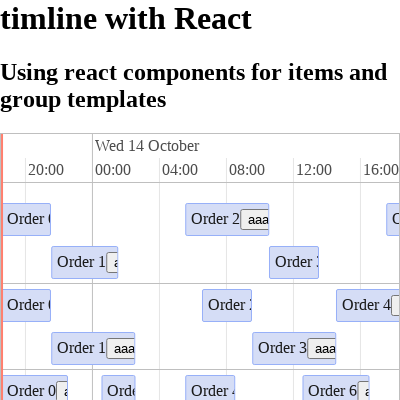 timline with React
Using react components for items and
group templates
Wed 14 October
20:00 00:00 04:00 08:00 12:00 16:00
Order Order 2 aaa
Order 1 Order
Order Order Order 4
Order 1 aaa Order 3 aaa
Order 0 Order Order 6